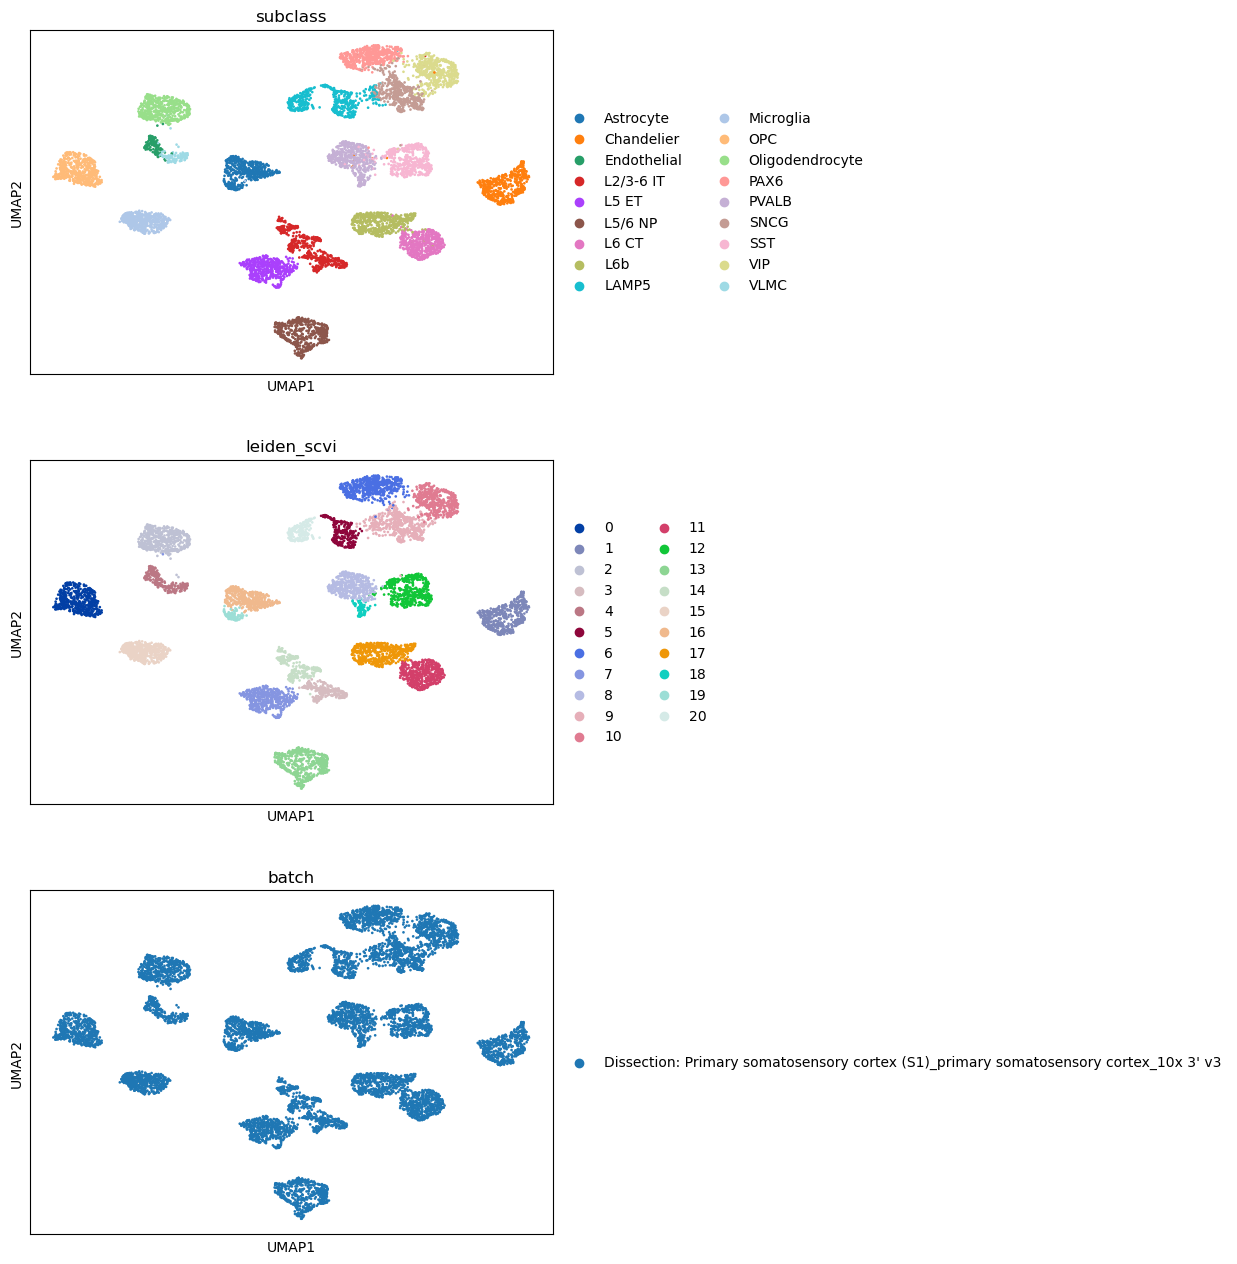 subclass
UMAP2
UMAP1
Astrocyte
Chandelier
Endothelial
L2/3-6 IT
L5 ET
L5/6 NP
L6 CT
L6b
LAMP5
Microglia
OPC
Oligodendrocyte
PAX6
PVALB
SNCG
SST
VIP
VLMC
leiden_scvi
UMAP2
UMAP1
0
1
2
3
4
5
6
7
8
9
10
11
12
13
14
15
16
17
18
19
20
batch
UMAP2
UMAP1
Dissection: Primary somatosensory cortex (S1)_primary somatosensory cortex_10x 3' v3